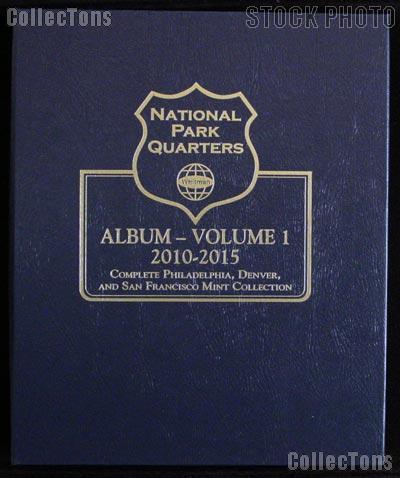 CollecTons
STOCK PHOTO
NATIONAL
PARK
QUARTERS
Whitman
ALBUM – VOLUME 1
2010-2015
COMPLETE PHILADELPHIA, DENVER,
AND SAN FRANCISCO MINT COLLECTION
CollecTons